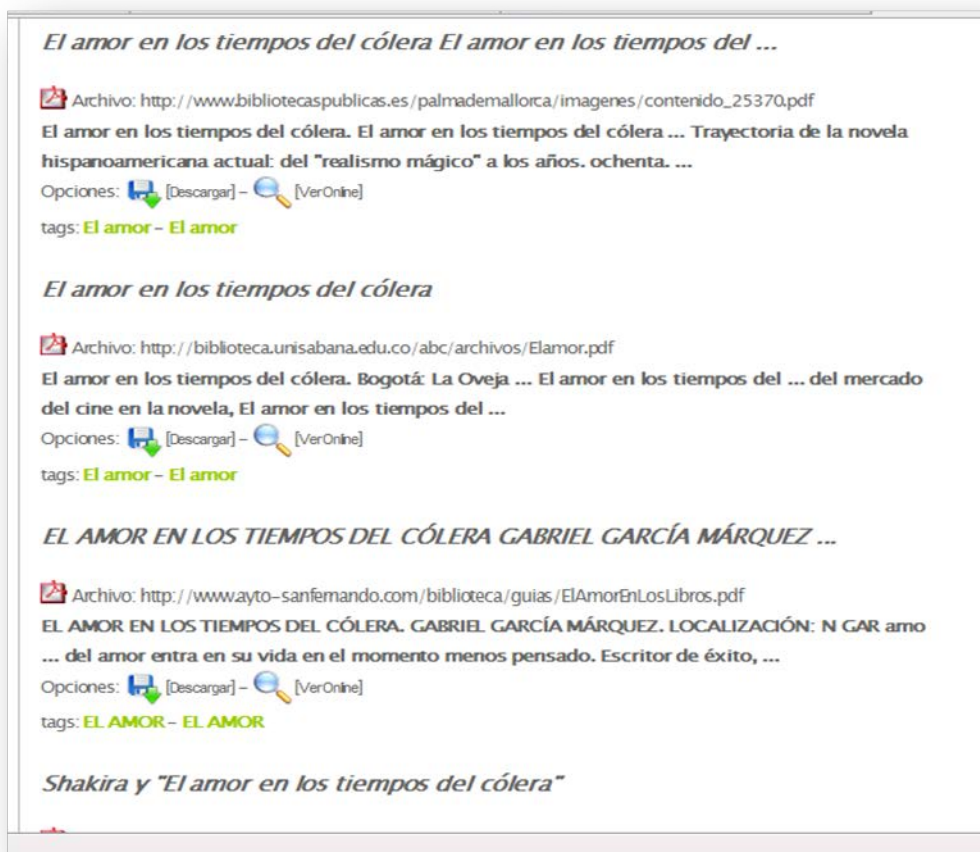 El amor en los tiempos del cólera El amor en los tiempos del ...
Archivo: http://www.bibliotecaspublicas.es/palmademallorca/imagenes/contenido_25370.pdf
El amor en los tiempos del cólera. El amor en los tiempos del cólera ... Trayectoria de la novela
hispanoamericana actual: del "realismo mágico" a los años. ochenta. ...
Opciones: [Descargar] – [VerOnline]
tags: El amor – El amor
El amor en los tiempos del cólera
Archivo: http://biblioteca.unisabana.edu.co/abc/archivos/Elamor.pdf
El amor en los tiempos del cólera. Bogotá: La Oveja ... El amor en los tiempos del ... del mercado
del cine en la novela, El amor en los tiempos del ...
Opciones: [Descargar] – [VerOnline]
tags: El amor – El amor
EL AMOR EN LOS TIEMPOS DEL CÓLERA GABRIEL GARCÍA MÁRQUEZ ...
Archivo: http://www.ayto-sanfernando.com/biblioteca/guias/ElAmorEnLosLibros.pdf
EL AMOR EN LOS TIEMPOS DEL CÓLERA. GABRIEL GARCÍA MÁRQUEZ. LOCALIZACIÓN: N GAR amo
... del amor entra en su vida en el momento menos pensado. Escritor de éxito, ...
Opciones: [Descargar] – [VerOnline]
tags: EL AMOR – EL AMOR
Shakira y "El amor en los tiempos del cólera"